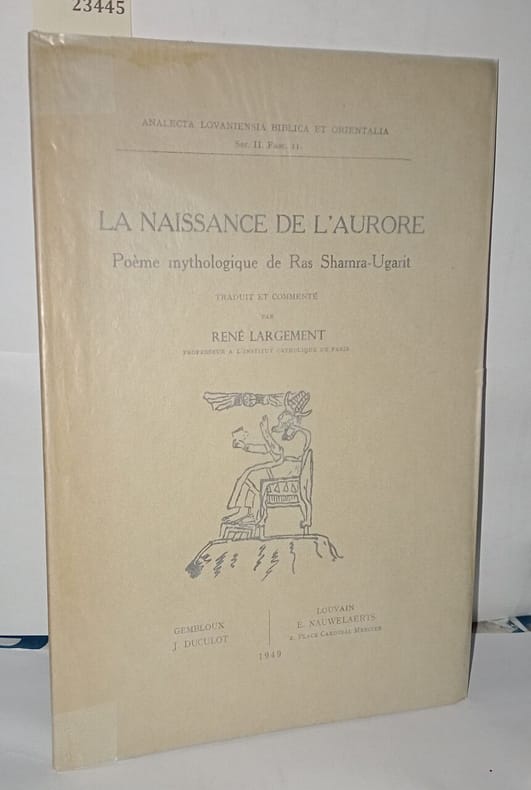 23445
ANALECTA LOVANIENSIA BIBLICA ET ORIENTALIA
Ser. II. Fasc. 11.
LA NAISSANCE DE L'AURORE
Poème mythologique de Ras Shamra-Ugarit
TRADUIT ET COMMENTÉ
PAR
RENÉ LARGEMENT
PROFESSEUR A L'INSTITUT CATHOLIQUE DE PARIS
GEMBLOUX
J. DUCULOT
LOUVAIN
E. NAUWELAERTS
2, PLACE CARDINAL MERCIER
1949